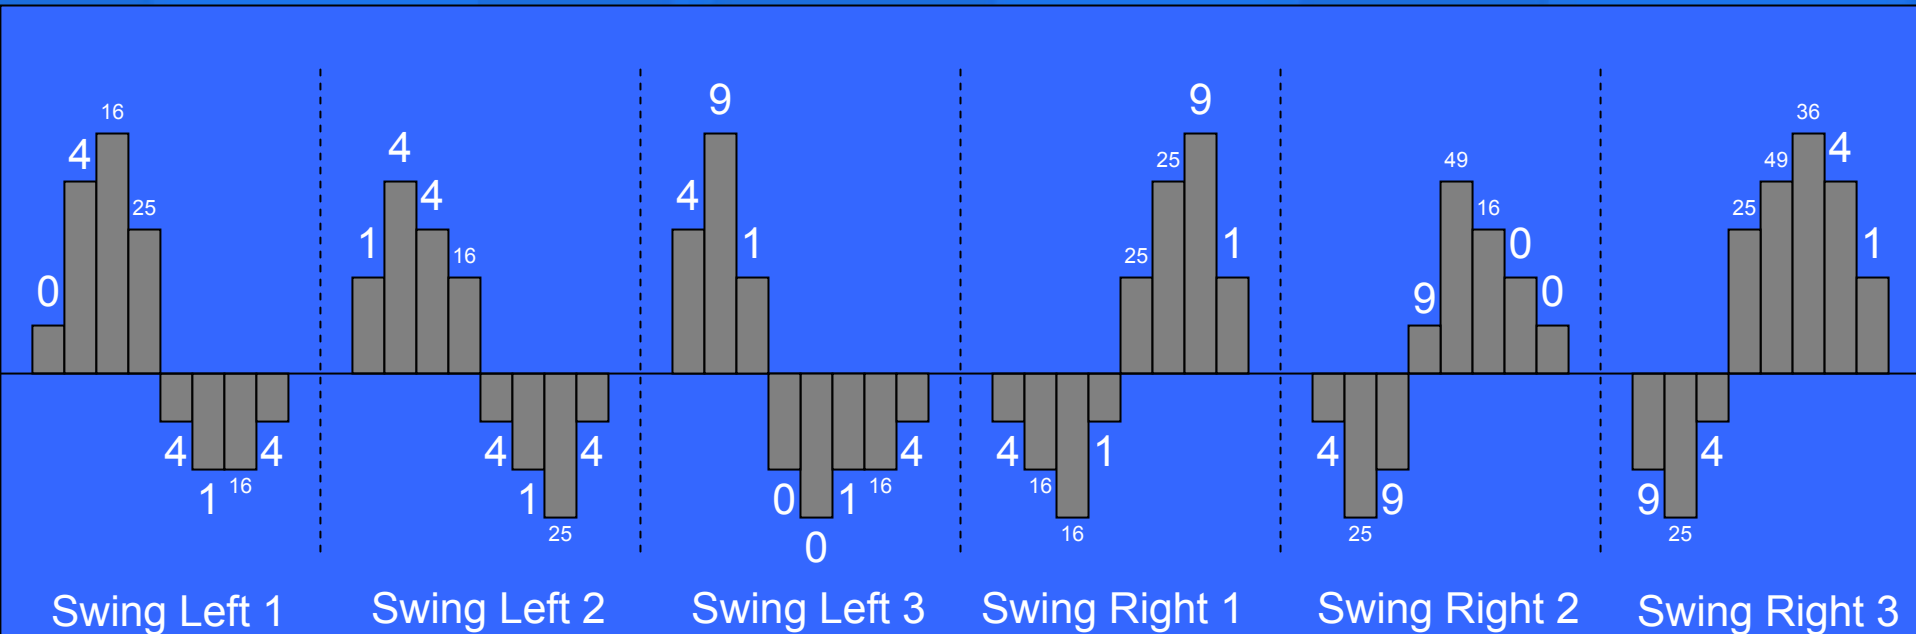 0 4 16 25 4 1 16 4
1 4 4 16 4 1 25 4
4 9 1 0 0 1 16 4
4 16 16 1 25 25 9 1
4 25 9 9 49 16 0 0
9 25 4 25 49 36 4 1
Swing Left 1
Swing Left 2
Swing Left 3
Swing Right 1
Swing Right 2
Swing Right 3